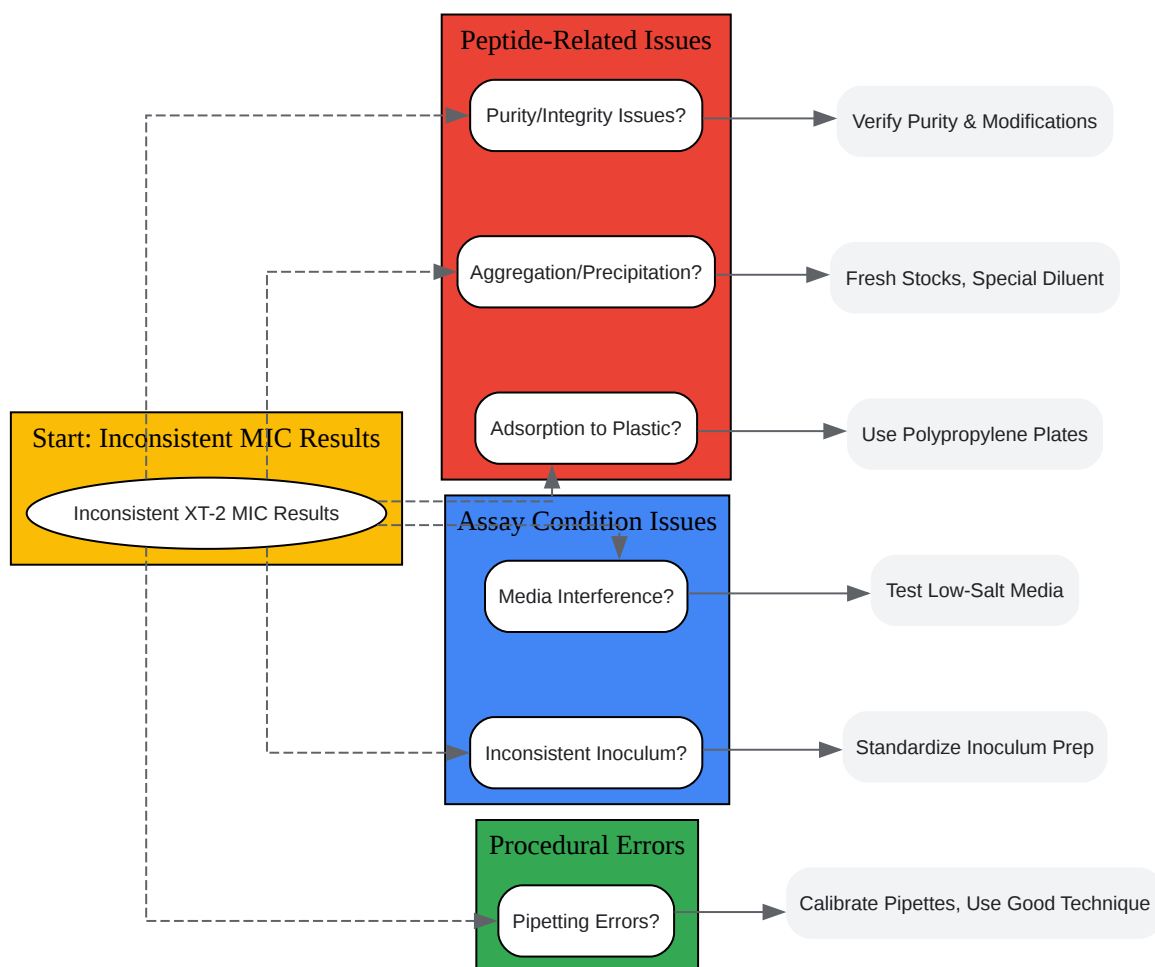 Peptide-Related Issues
Purity/Integrity Issues?
Verify Purity & Modifications
Aggregation/Precipitation?
Fresh Stocks, Special Diluent
Adsorption to Plastic?
Use Polypropylene Plates
Start: Inconsistent MIC Results
Inconsistent XT-2 MIC Results
Assay Condition Issues
Media Interference?
Test Low-Salt Media
Inconsistent Inoculum?
Standardize Inoculum Prep
Procedural Errors
Pipetting Errors?
Calibrate Pipettes, Use Good Technique